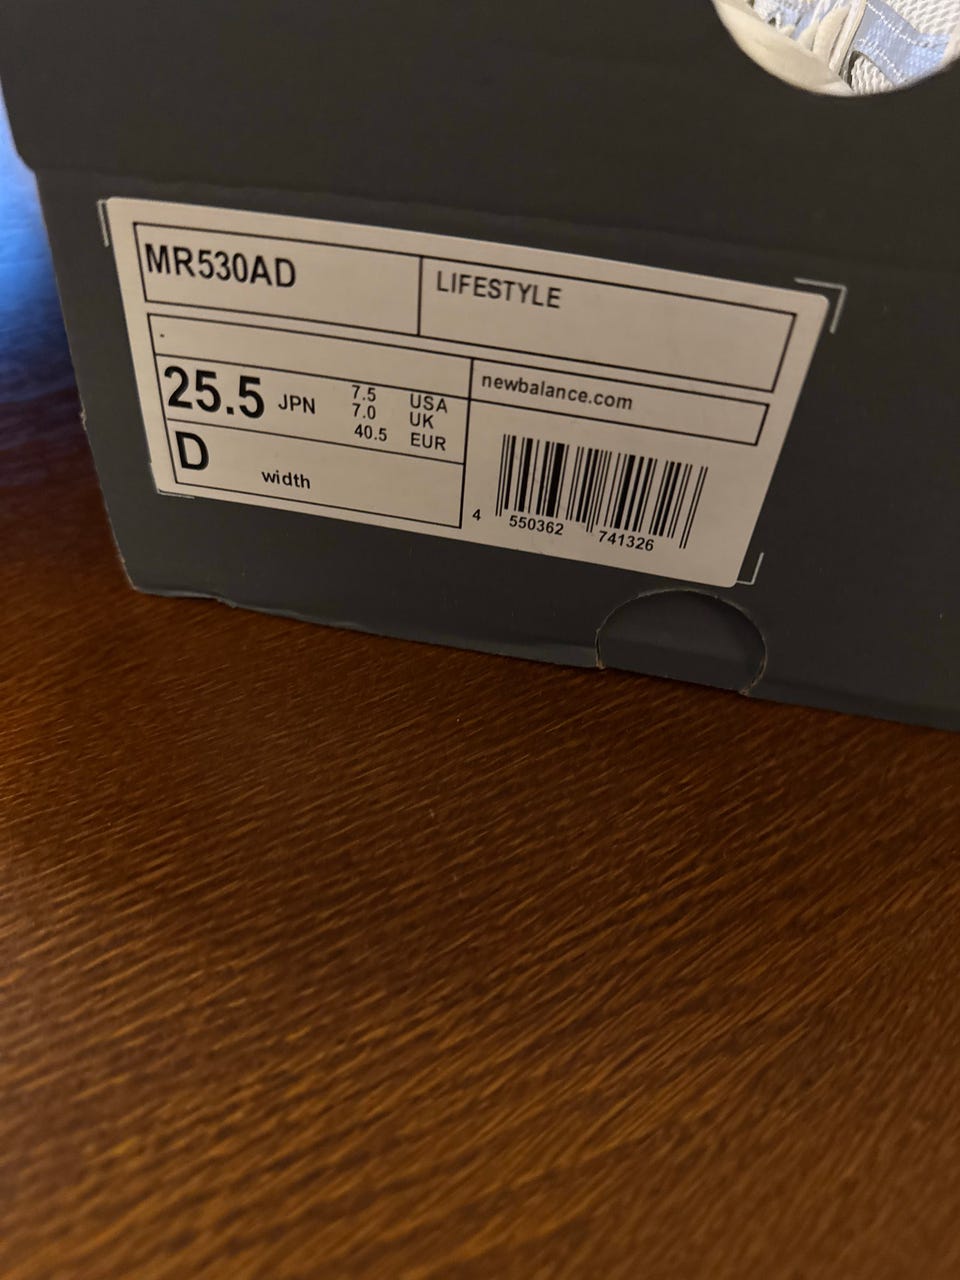 MR530AD
LIFESTYLE
25.5 JPN
7.5 USA
7.0 UK
40.5 EUR
D width
newbalance.com
4 550362 741326